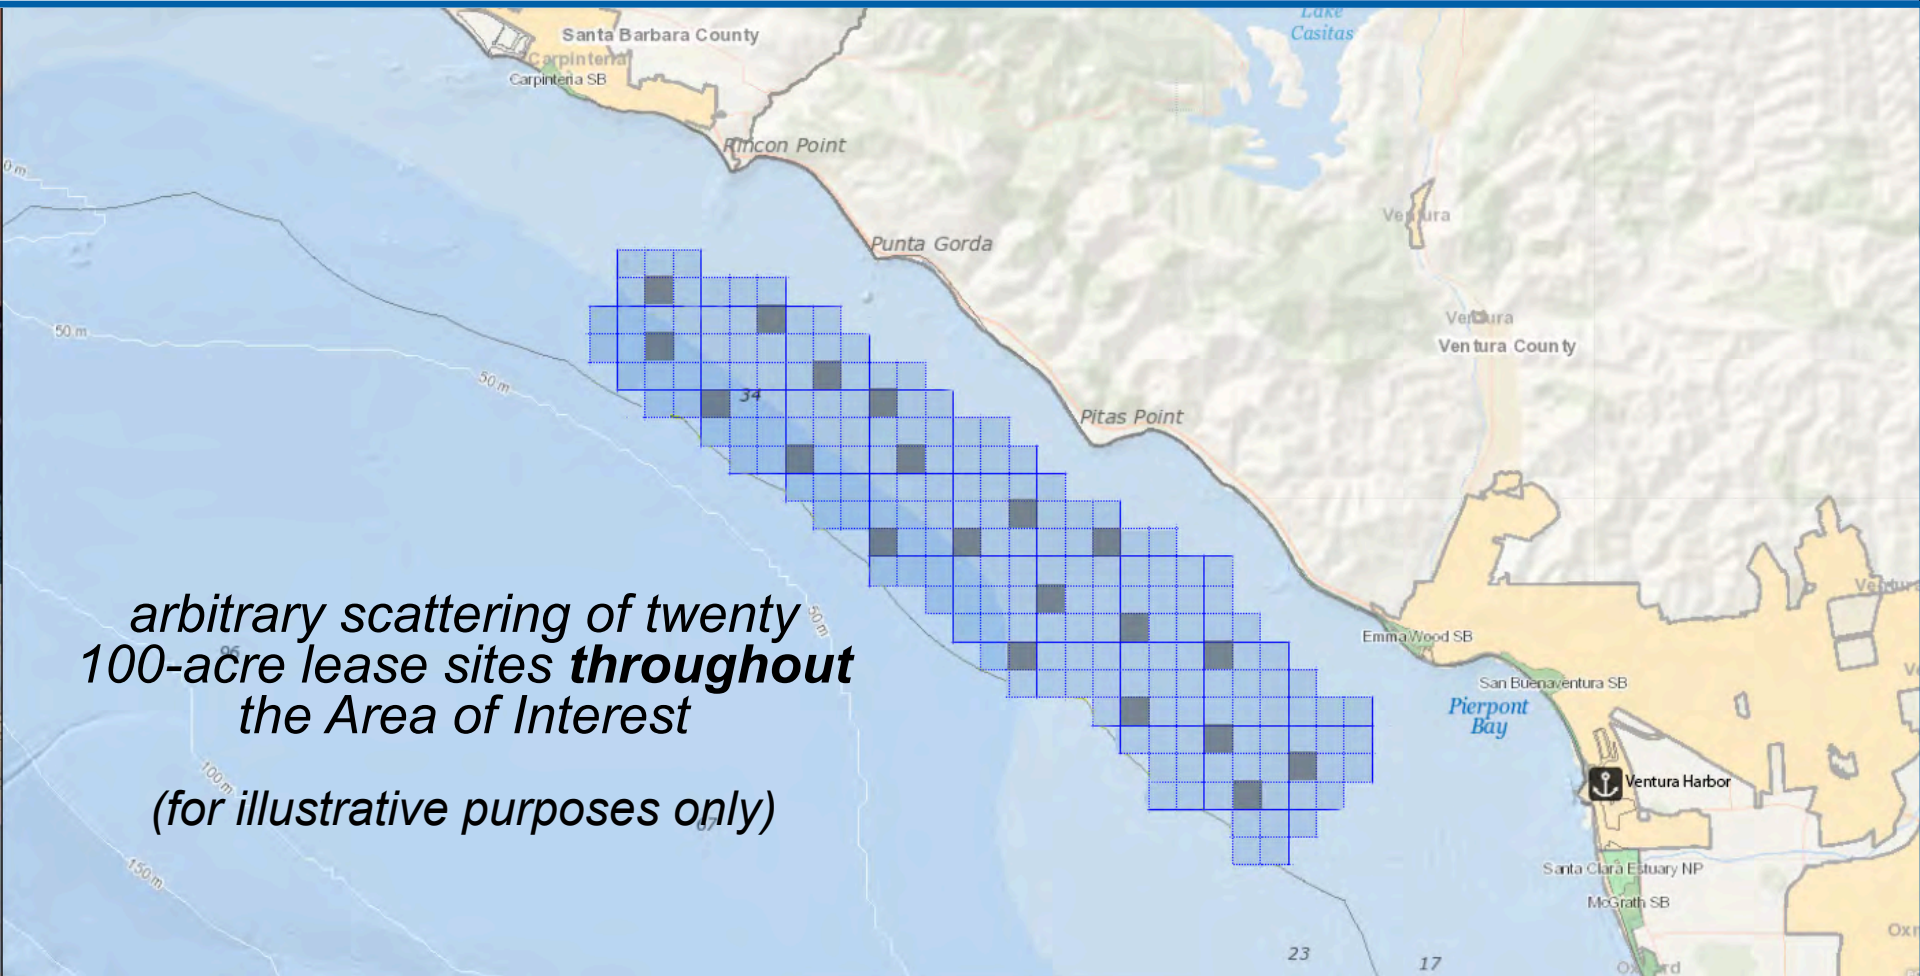 Lake
Casitas
Santa Barbara County
Carpinteria
Carpinteria SB
Rincon Point
0 m
Ventura
Punta Gorda
50 m
Ventura
Ventura County
50 m
34
Pitas Point
50 m
arbitrary scattering of twenty
100-acre lease sites throughout
the Area of Interest
96
(for illustrative purposes only)
67
100 m
150 m
Emma Wood SB
San Buenaventura SB
Pierpont
Bay
Ventura Harbor
Santa Clara Estuary NP
McGrath SB
23
17